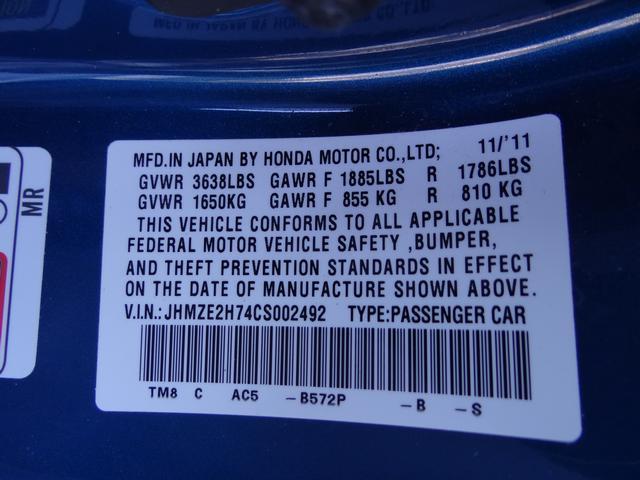 MFD.IN JAPAN BY HONDA MOTOR CO.,LTD; 11/'11
GVWR 3638LBS GAWR F 1885LBS R 1786LBS
GVWR 1650KG GAWR F 855 KG R 810 KG
THIS VEHICLE CONFORMS TO ALL APPLICABLE
FEDERAL MOTOR VEHICLE SAFETY ,BUMPER,
AND THEFT PREVENTION STANDARDS IN EFFECT
ON THE DATE OF MANUFACTURE SHOWN ABOVE.
V.I.N.: JHMZE2H74CS002492 TYPE:PASSENGER CAR
TM8 C AC5 -B572P -B -S
MR